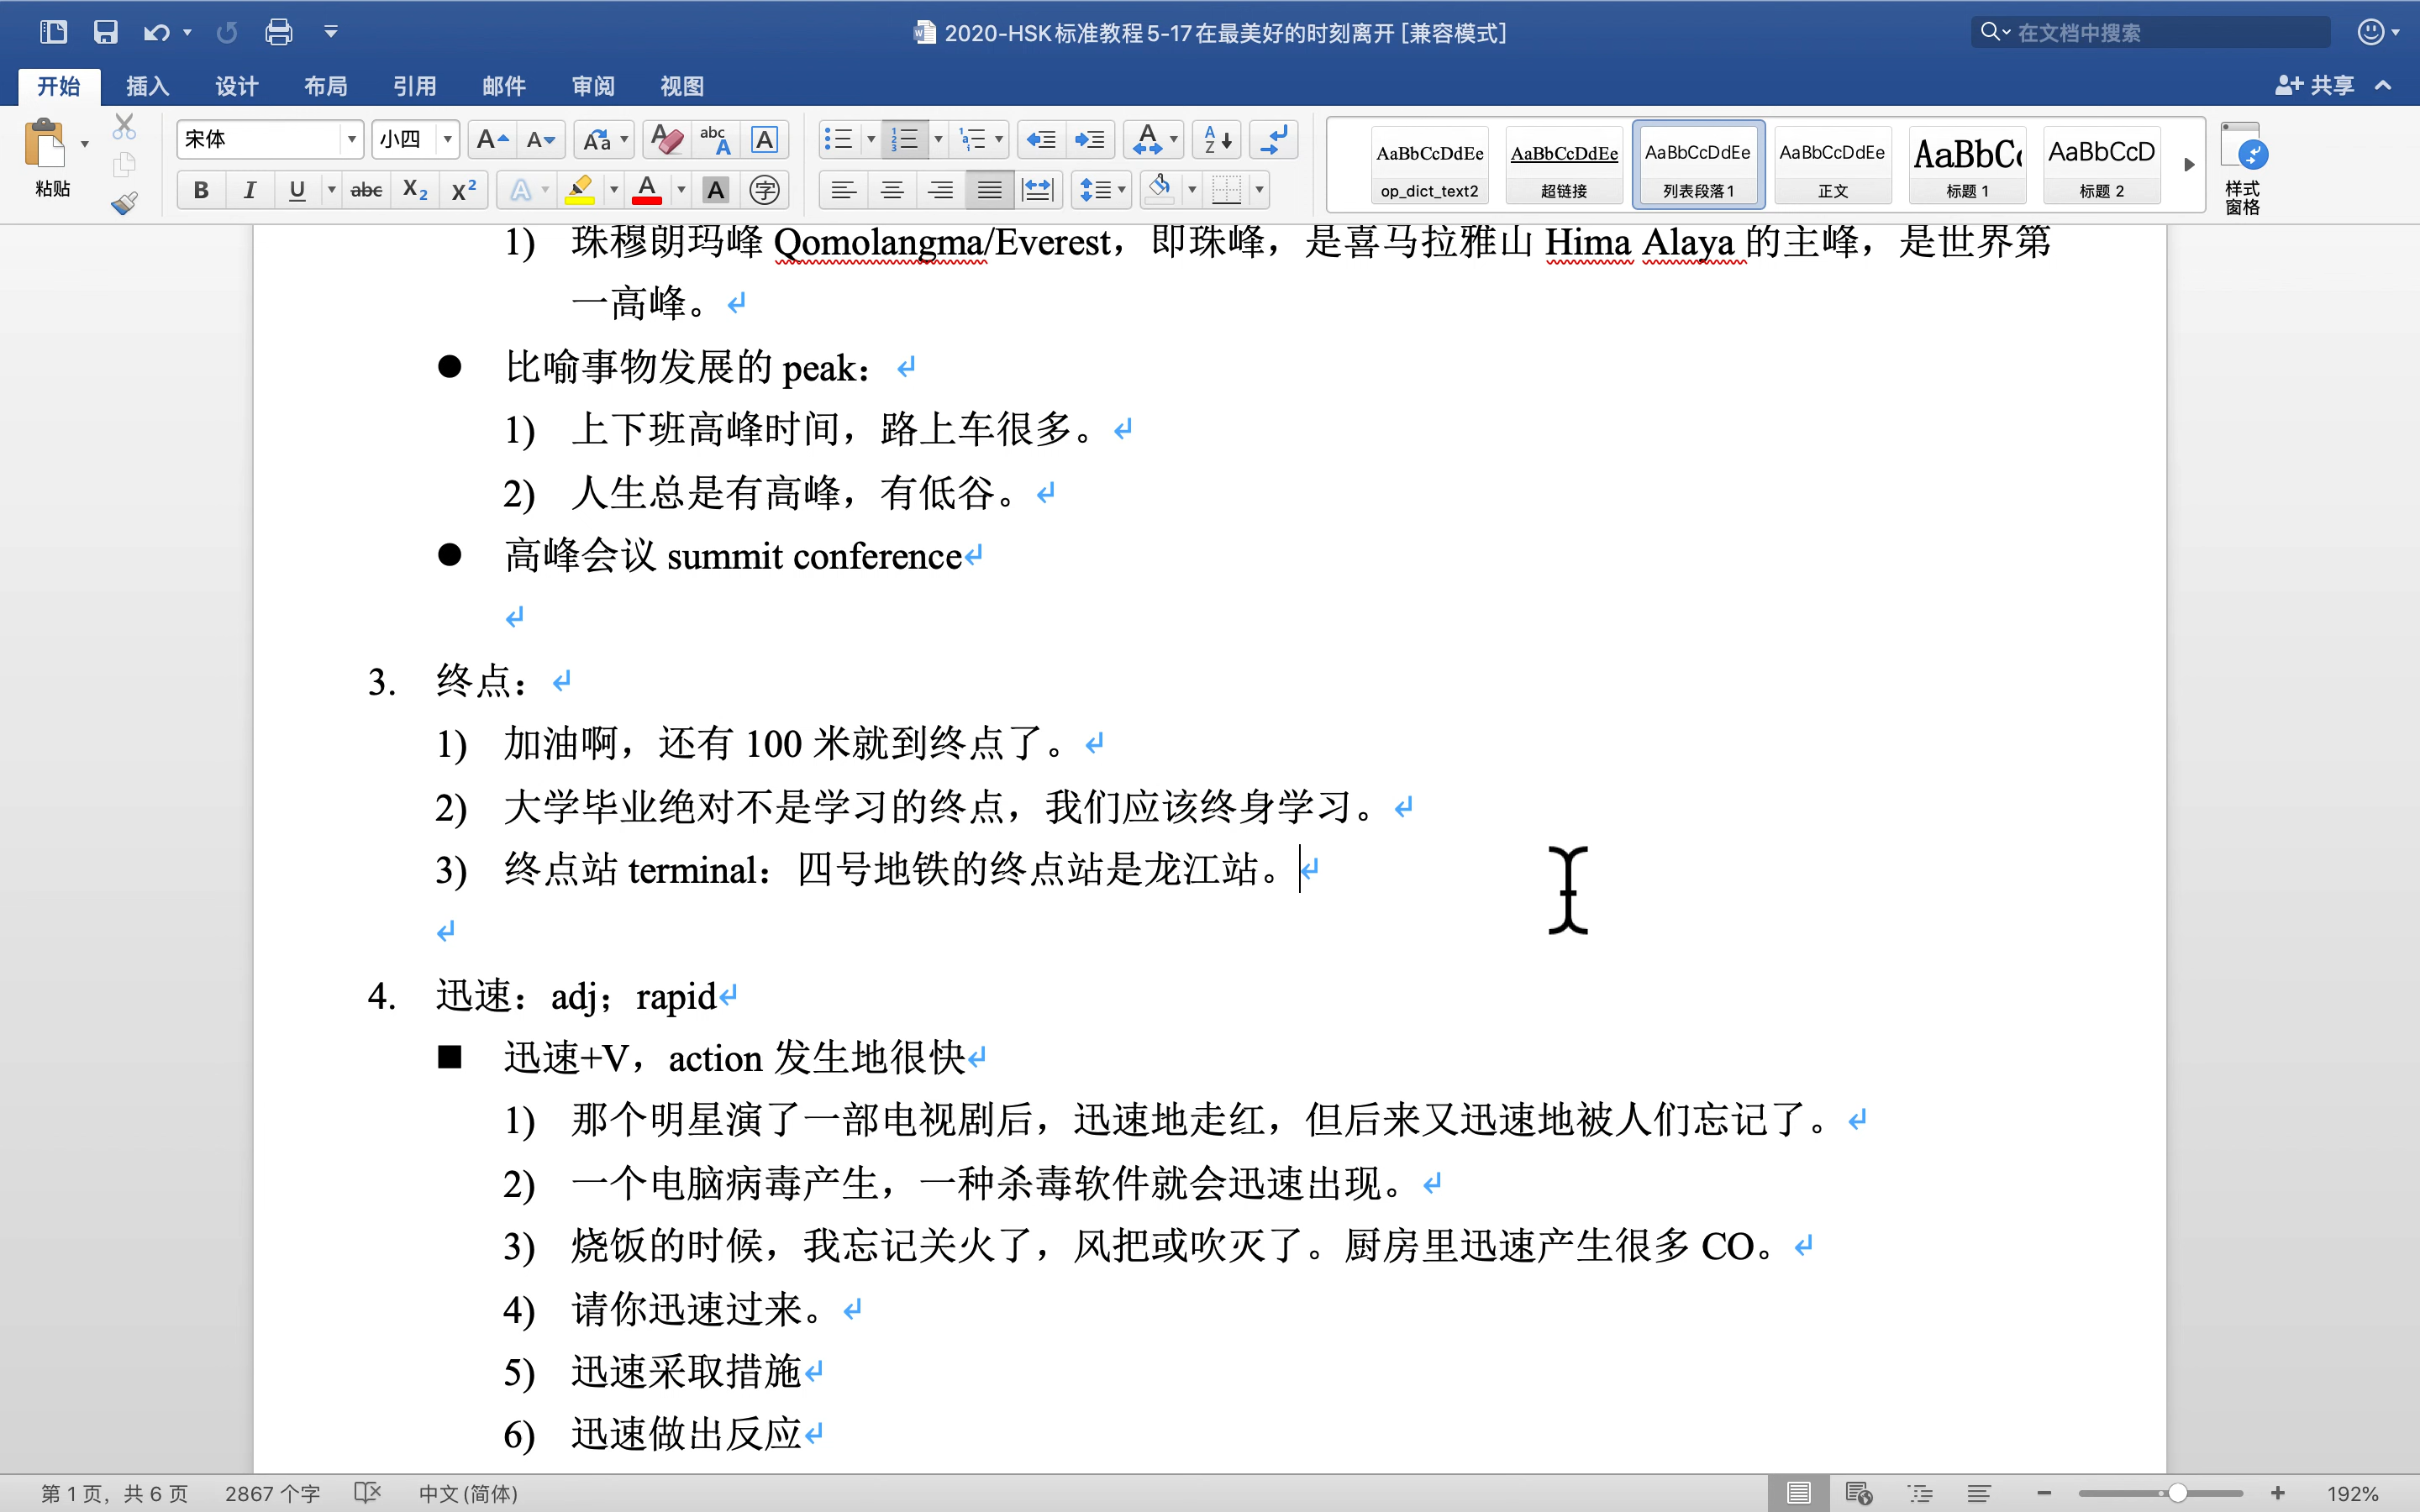 2020-HSK标准教程5-17在最美好的时刻离开 [兼容模式]
在文档中搜索
开始 插入 设计 布局 引用 邮件 审阅 视图
共享
粘贴
宋体
小四
AaBbCcDdEe AaBbCcDdEe AaBbCcDdEe AaBbCcDdEe AaBbCc AaBbCcD
op_dict_text2 超链接 列表段落1 正文 标题 1 标题 2
样式
窗格
1) 珠穆朗玛峰 Qomolangma/Everest，即珠峰，是喜马拉雅山 Hima Alaya 的主峰，是世界第
一高峰。
● 比喻事物发展的 peak：
1) 上下班高峰时间，路上车很多。
2) 人生总是有高峰，有低谷。
● 高峰会议 summit conference
3. 终点：
1) 加油啊，还有 100 米就到终点了。
2) 大学毕业绝对不是学习的终点，我们应该终身学习。
3) 终点站 terminal：四号地铁的终点站是龙江站。
4. 迅速：adj；rapid
■ 迅速+V，action 发生地很快
1) 那个明星演了一部电视剧后，迅速地走红，但后来又迅速地被人们忘记了。
2) 一个电脑病毒产生，一种杀毒软件就会迅速出现。
3) 烧饭的时候，我忘记关火了，风把或吹灭了。厨房里迅速产生很多 CO。
4) 请你迅速过来。
5) 迅速采取措施
6) 迅速做出反应
第 1 页，共 6 页 2867 个字 中文 (简体) 192%